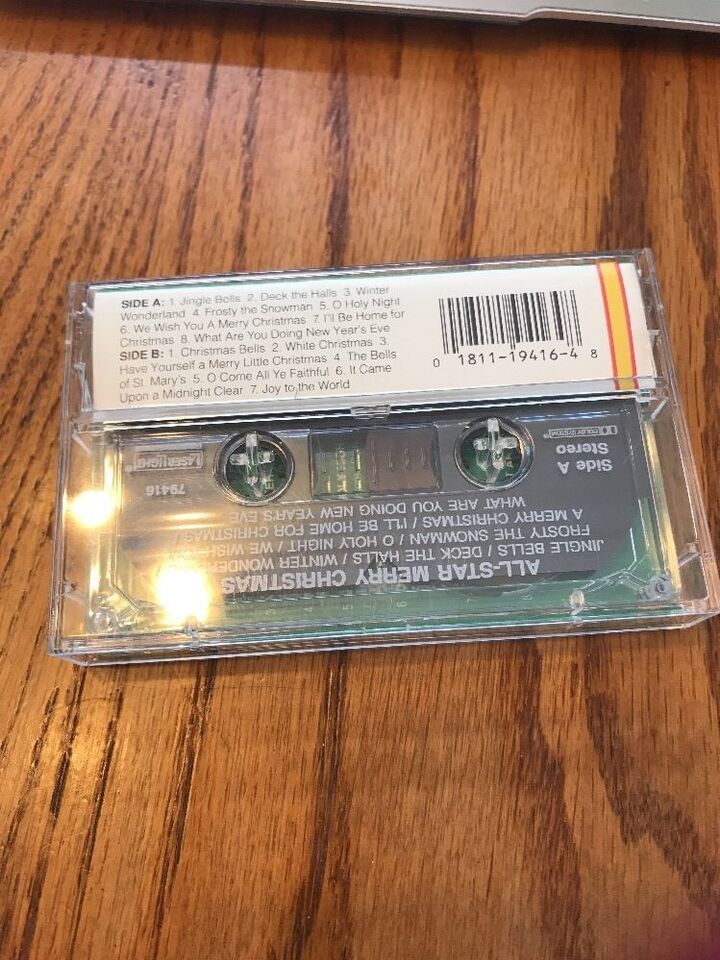 SIDE A: 1. Jingle Bells 2. Deck the Halls 3. Winter
Wonderland 4. Frosty the Snowman 5. O Holy Night
6. We Wish You A Merry Christmas 7. I'll Be Home for
Christmas 8. What Are You Doing New Year's Eve
SIDE B: 1. Christmas Bells 2. White Christmas 3.
Have Yourself a Merry Little Christmas 4. The Bells
of St. Mary's 5. O Come All Ye Faithful 6. It Came
Upon a Midnight Clear 7. Joy to the World
0 1811-19416-4 8
ALL-STAR MERRY CHRISTMAS
JINGLE BELLS / DECK THE HALLS / WINTER
FROSTY THE SNOWMAN / O HOLY NIGHT / WE WISH
A MERRY CHRISTMAS / I'LL BE HOME FOR CHRISTMAS /
WHAT ARE YOU DOING NEW YEAR'S EVE
Side A
Stereo
DOLBY SYSTEM
79416
LASERLIGHT